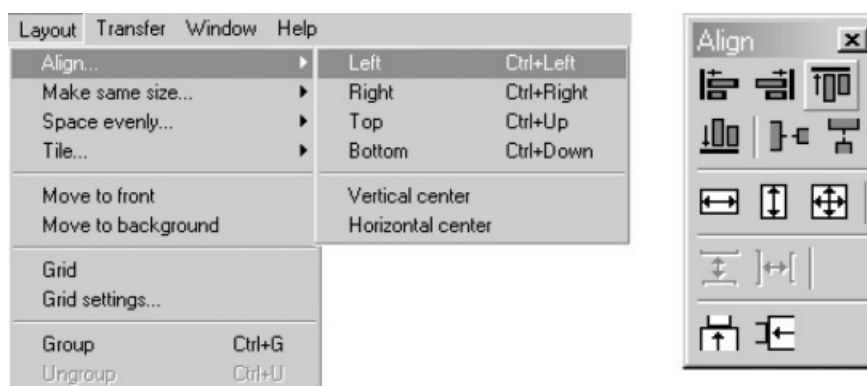 Layout Transfer Window Help
Align...
Make same size...
Space evenly...
Tile...
Move to front
Move to background
Grid
Grid settings...
Group Ctrl+G
Ungroup Ctrl+U
Left Ctrl+Left
Right Ctrl+Right
Top Ctrl+Up
Bottom Ctrl+Down
Vertical center
Horizontal center
Align